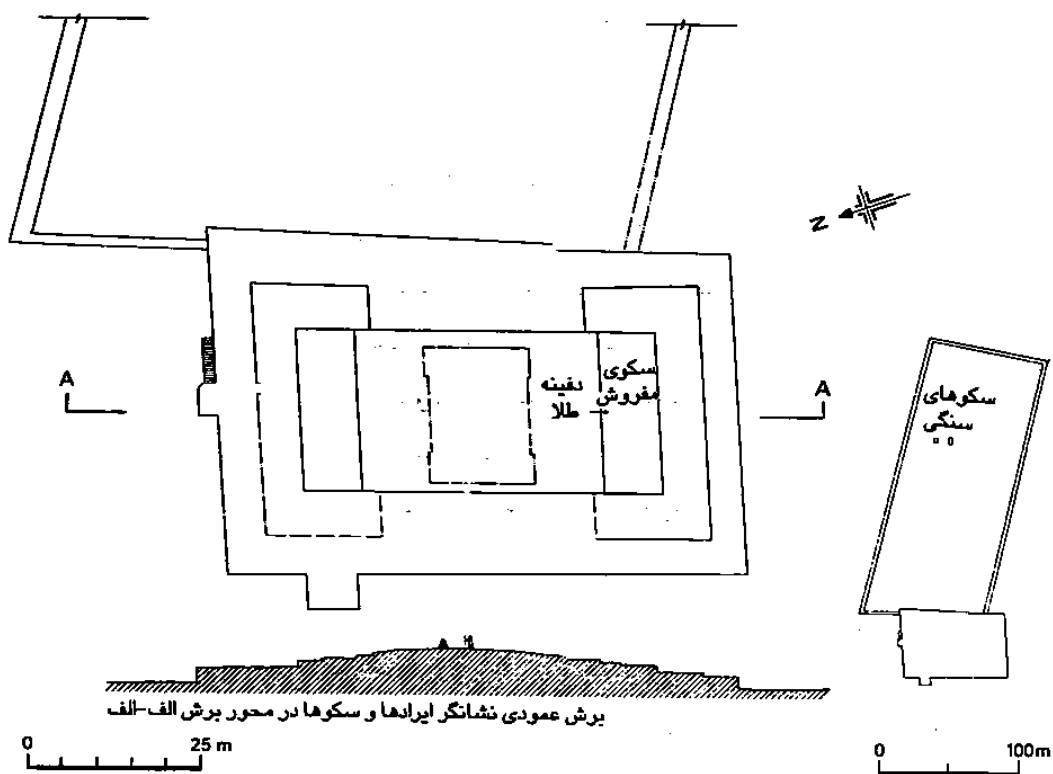 N
A
A
سکوی
مفروش
دفینه
طلا
سکوهای
سنگی
برش عمودی نشانگر ایرادها و سکوها در محور برش الف-الف
0 25 m
0 100m